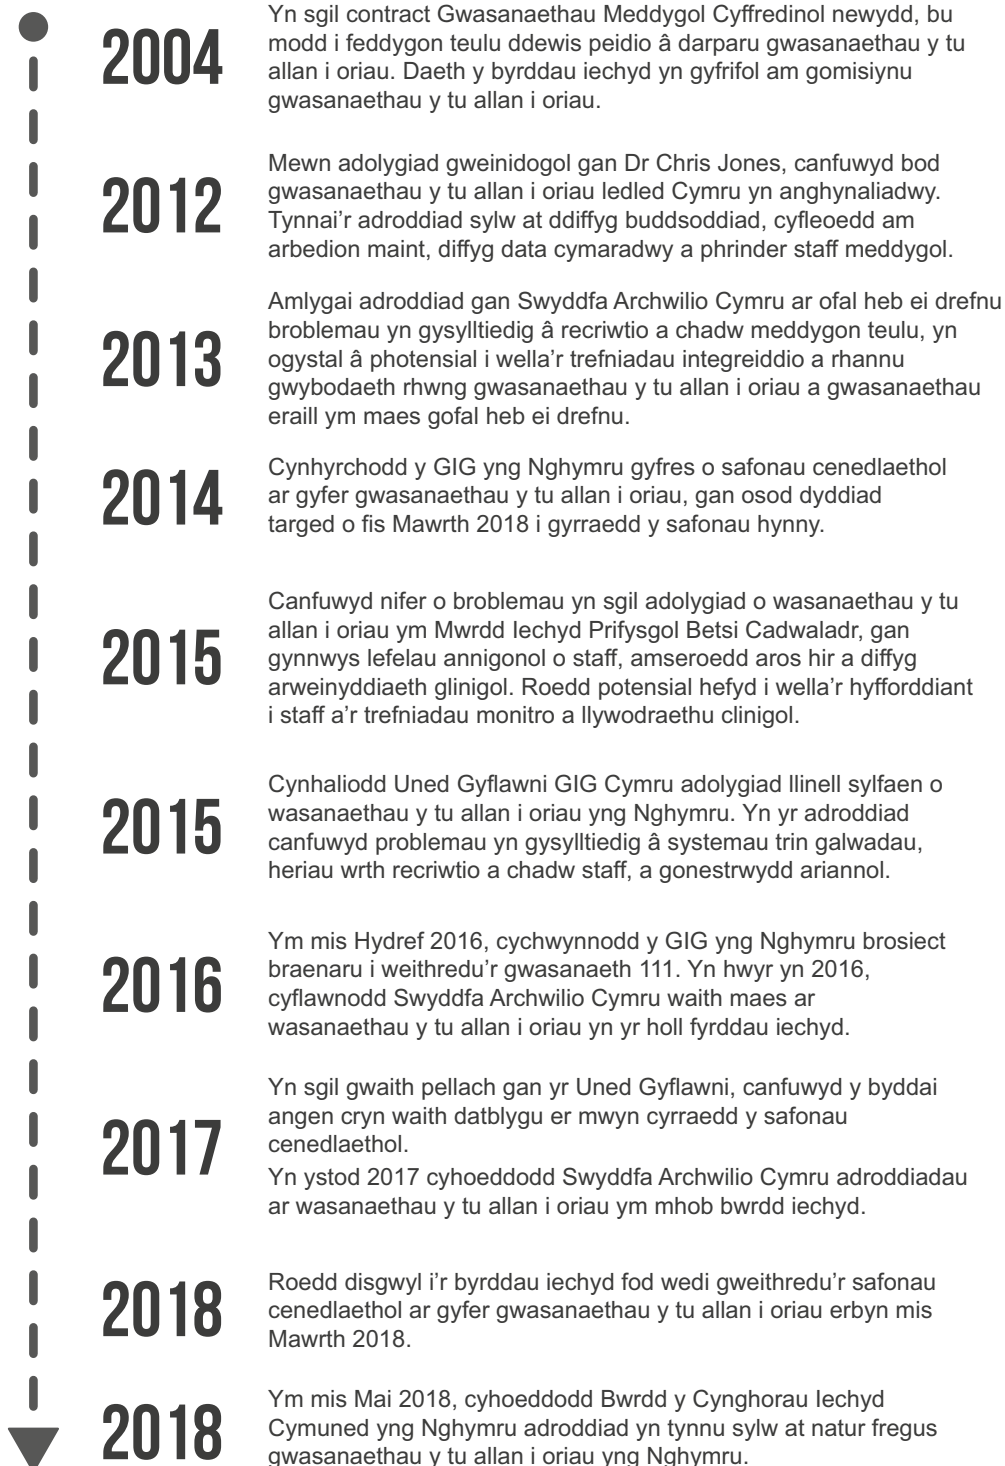 2004
Yn sgil contract Gwasanaethau Meddygol Cyffredinol newydd, bu
modd i feddygon teulu ddewis peidio â darparu gwasanaethau y tu
allan i oriau. Daeth y byrddau iechyd yn gyfrifol am gomisiynu
gwasanaethau y tu allan i oriau.
2012
Mewn adolygiad gweinidogol gan Dr Chris Jones, canfuwyd bod
gwasanaethau y tu allan i oriau ledled Cymru yn anghynaliadwy.
Tynnai'r adroddiad sylw at ddiffyg buddsoddiad, cyfleoedd am
arbedion maint, diffyg data cymaradwy a phrinder staff meddygol.
2013
Amlygai adroddiad gan Swyddfa Archwilio Cymru ar ofal heb ei drefnu
broblemau yn gysylltiedig â recriwtio a chadw meddygon teulu, yn
ogystal â photensial i wella'r trefniadau integreiddio a rhannu
gwybodaeth rhwng gwasanaethau y tu allan i oriau a gwasanaethau
eraill ym maes gofal heb ei drefnu.
2014
Cynhyrchodd y GIG yng Nghymru gyfres o safonau cenedlaethol
ar gyfer gwasanaethau y tu allan i oriau, gan osod dyddiad
targed o fis Mawrth 2018 i gyrraedd y safonau hynny.
2015
Canfuwyd nifer o broblemau yn sgil adolygiad o wasanaethau y tu
allan i oriau ym Mwrdd Iechyd Prifysgol Betsi Cadwaladr, gan
gynnwys lefelau annigonol o staff, amseroedd aros hir a diffyg
arweinyddiaeth glinigol. Roedd potensial hefyd i wella'r hyfforddiant
i staff a'r trefniadau monitro a llywodraethu clinigol.
2015
Cynhaliodd Uned Gyflawni GIG Cymru adolygiad llinell sylfaen o
wasanaethau y tu allan i oriau yng Nghymru. Yn yr adroddiad
canfuwyd problemau yn gysylltiedig â systemau trin galwadau,
heriau wrth recriwtio a chadw staff, a gonestrwydd ariannol.
2016
Ym mis Hydref 2016, cychwynnodd y GIG yng Nghymru brosiect
braenaru i weithredu'r gwasanaeth 111. Yn hwyr yn 2016,
cyflawnodd Swyddfa Archwilio Cymru waith maes ar
wasanaethau y tu allan i oriau yn yr holl fyrddau iechyd.
2017
Yn sgil gwaith pellach gan yr Uned Gyflawni, canfuwyd y byddai
angen cryn waith datblygu er mwyn cyrraedd y safonau
cenedlaethol.
Yn ystod 2017 cyhoeddodd Swyddfa Archwilio Cymru adroddiadau
ar wasanaethau y tu allan i oriau ym mhob bwrdd iechyd.
2018
Roedd disgwyl i'r byrddau iechyd fod wedi gweithredu'r safonau
cenedlaethol ar gyfer gwasanaethau y tu allan i oriau erbyn mis
Mawrth 2018.
2018
Ym mis Mai 2018, cyhoeddodd Bwrdd y Cynghorau Iechyd
Cymuned yng Nghymru adroddiad yn tynnu sylw at natur fregus
gwasanaethau y tu allan i oriau yng Nghymru.